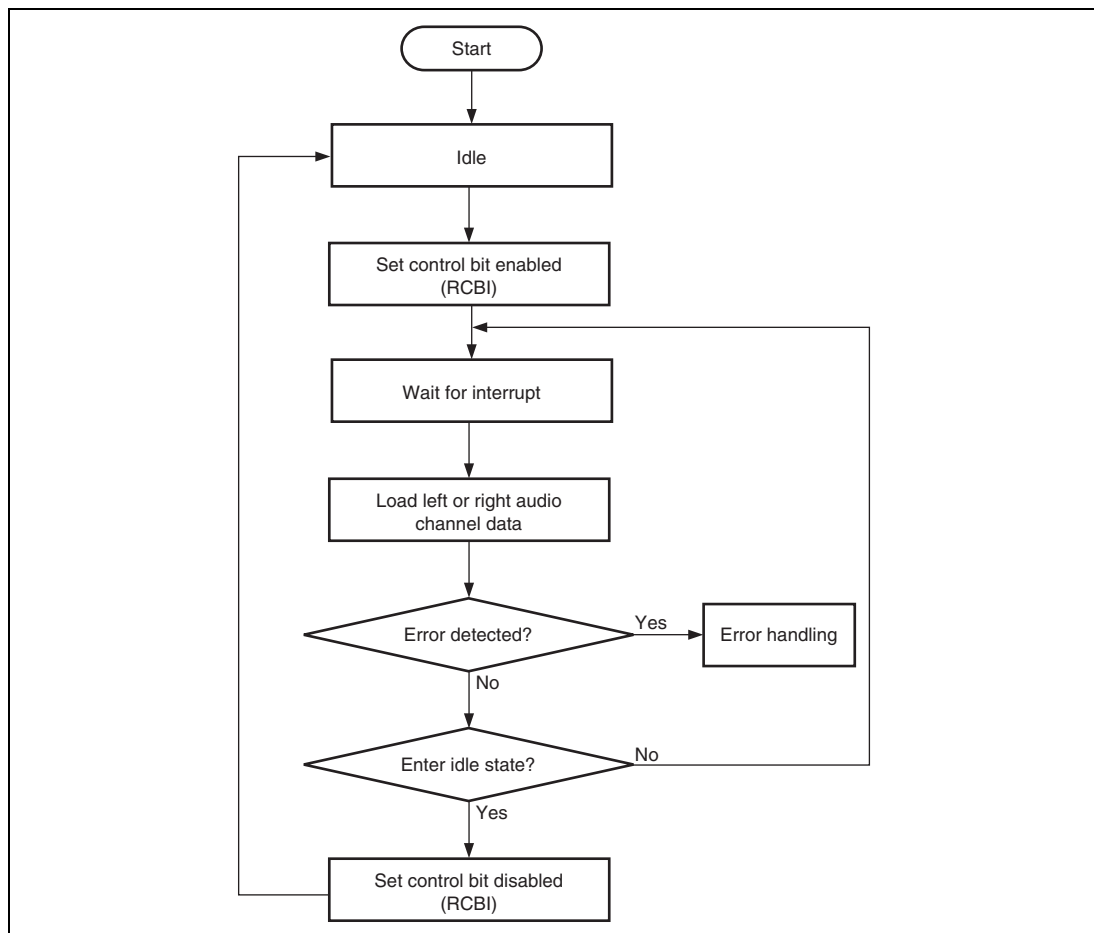 Start
Idle
Set control bit enabled
(RCBI)
Wait for interrupt
Load left or right audio
channel data
Error detected?
Yes
Error handling
No
Enter idle state?
No
Yes
Set control bit disabled
(RCBI)